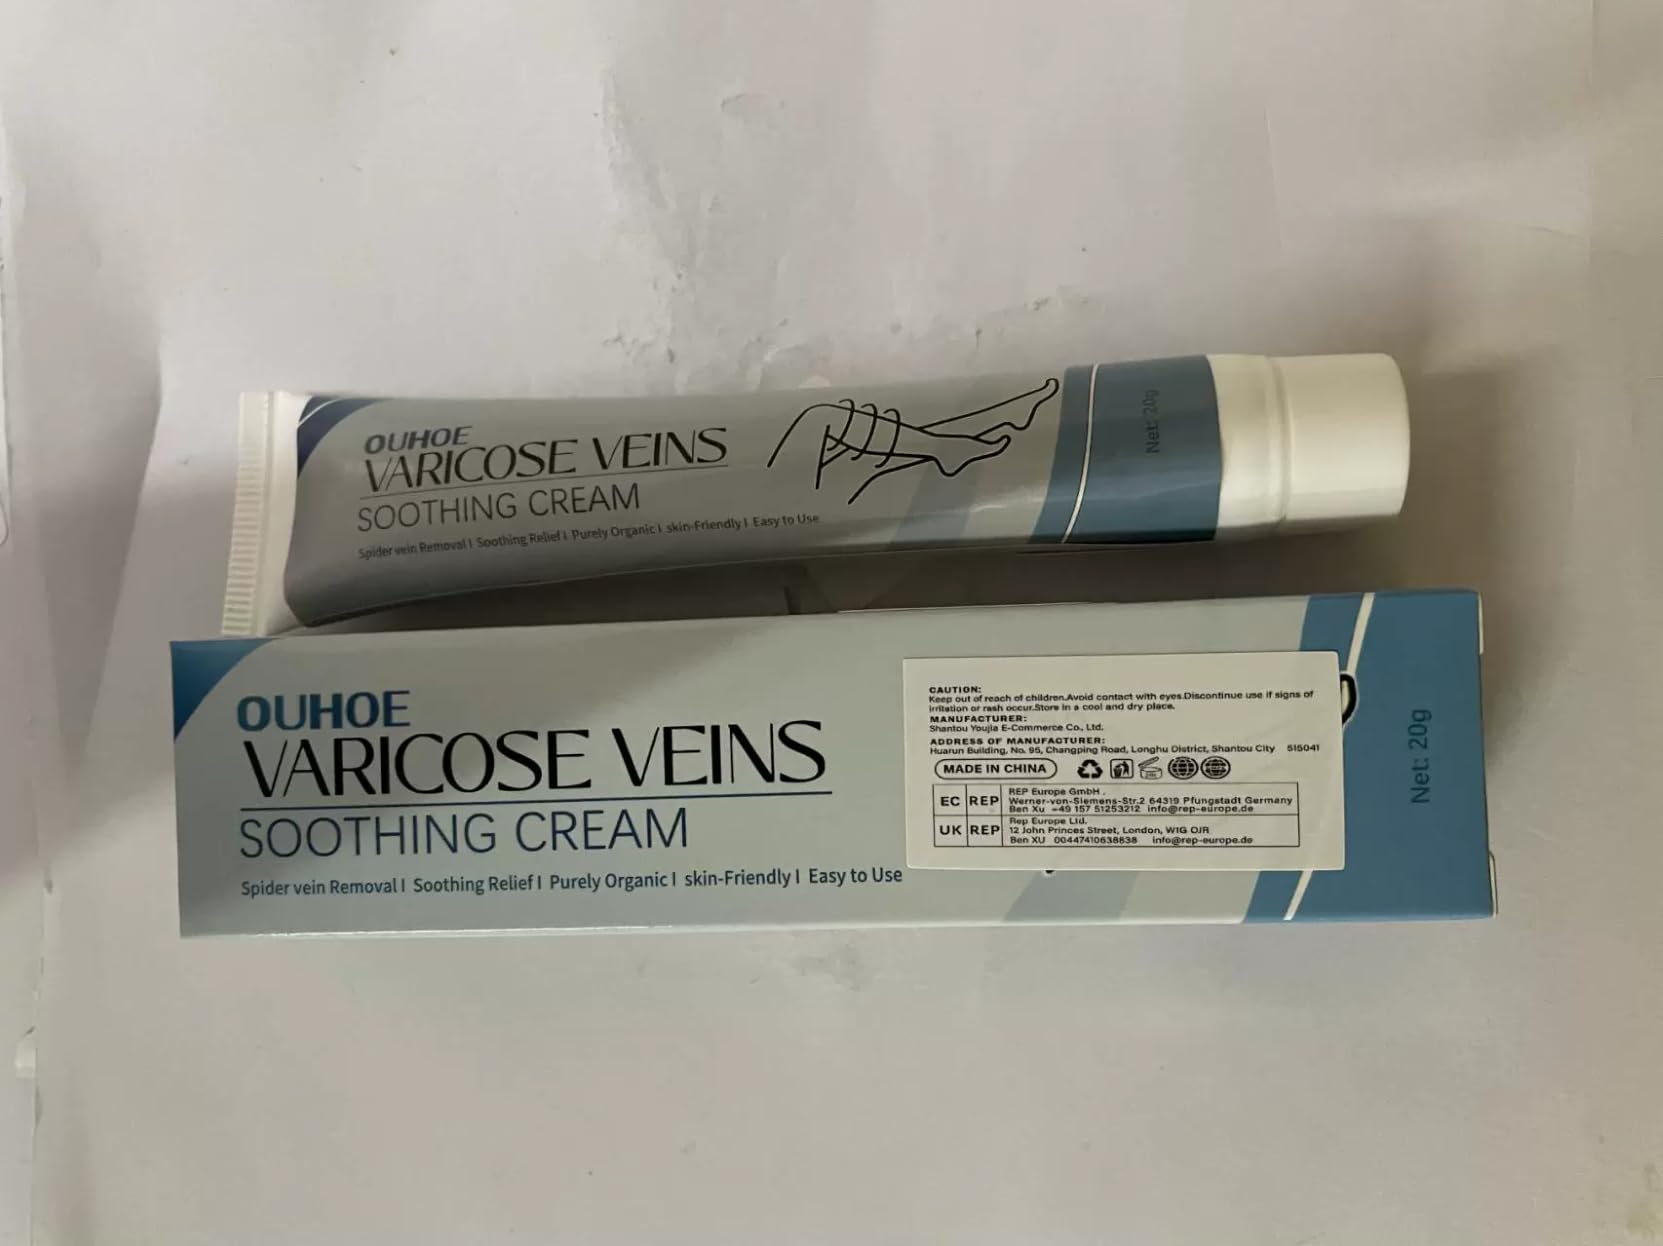 OUHOE
VARICOSE VEINS
SOOTHING CREAM
Spider vein Removal I Soothing Relief I Purely Organic I skin-Friendly I Easy to Use
Net: 20g
OUHOE
VARICOSE VEINS
SOOTHING CREAM
Spider vein Removal I Soothing Relief I Purely Organic I skin-Friendly I Easy to Use
CAUTION:
Keep out of reach of children.Avoid contact with eyes.Discontinue use if signs of
irritation or rash occur.Store in a cool and dry place.
MANUFACTURER:
Shantou Youjia E-Commerce Co., Ltd.
ADDRESS OF MANUFACTURER:
Huarun Building, No. 95, Changping Road, Longhu District, Shantou City 515041
MADE IN CHINA
EC REP
REP Europe GmbH .
Werner-von-Siemens-Str.2 64319 Pfungstadt Germany
Ben Xu +49 157 51253212 info@rep-europe.de
UK REP
Rep Europe Ltd.
12 John Princes Street, London, W1G OJR
Ben XU 00447410638838 info@rep-europe.de
Net: 20g